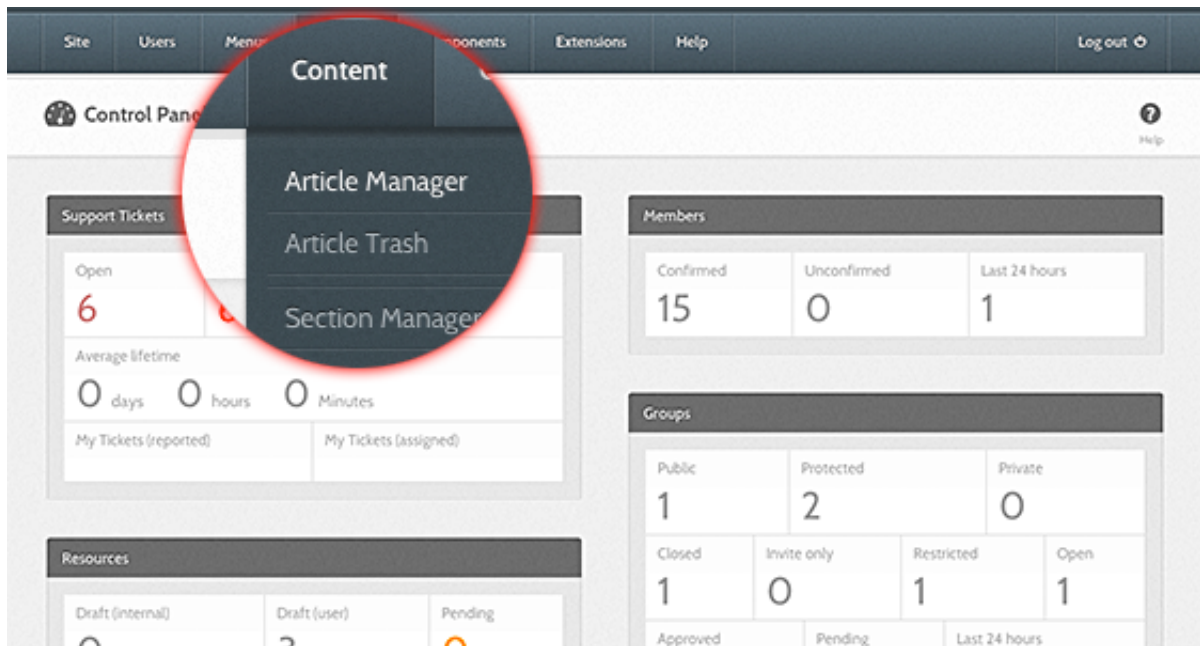 Site Users Content Extensions Help Log out
Control
Help
Article Manager
Article Trash
Section Manager
Support Tickets
Open
6
Average lifetime
0 days 0 hours 0 Minutes
My Tickets (reported) My Tickets (assigned)
Resources
Draft (internal) Draft (user) Pending
Members
Confirmed Unconfirmed Last 24 hours
15 0 1
Groups
Public Protected Private
1 2 0
Closed Invite only Restricted Open
1 0 1 1
Approved Pending Last 24 hours